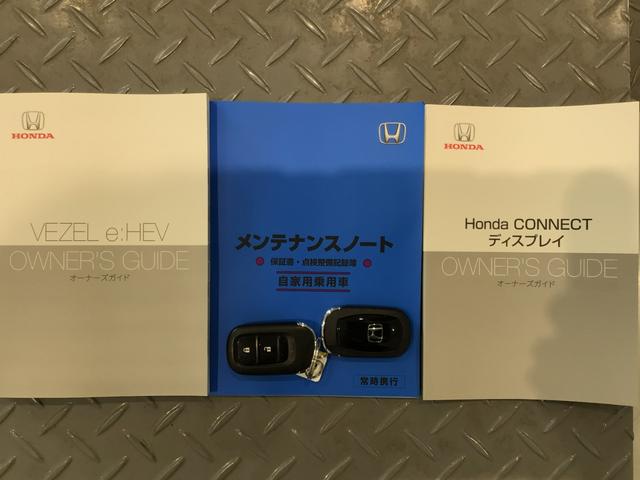 HONDA
VEZEL e:HEV
OWNER'S GUIDE
オーナーズガイド
メンテナンスノート
保証書・点検整備記録簿
自家用乗用車
常時携行
HONDA
Honda CONNECT
ディスプレイ
OWNER'S GUIDE
オーナーズガイド